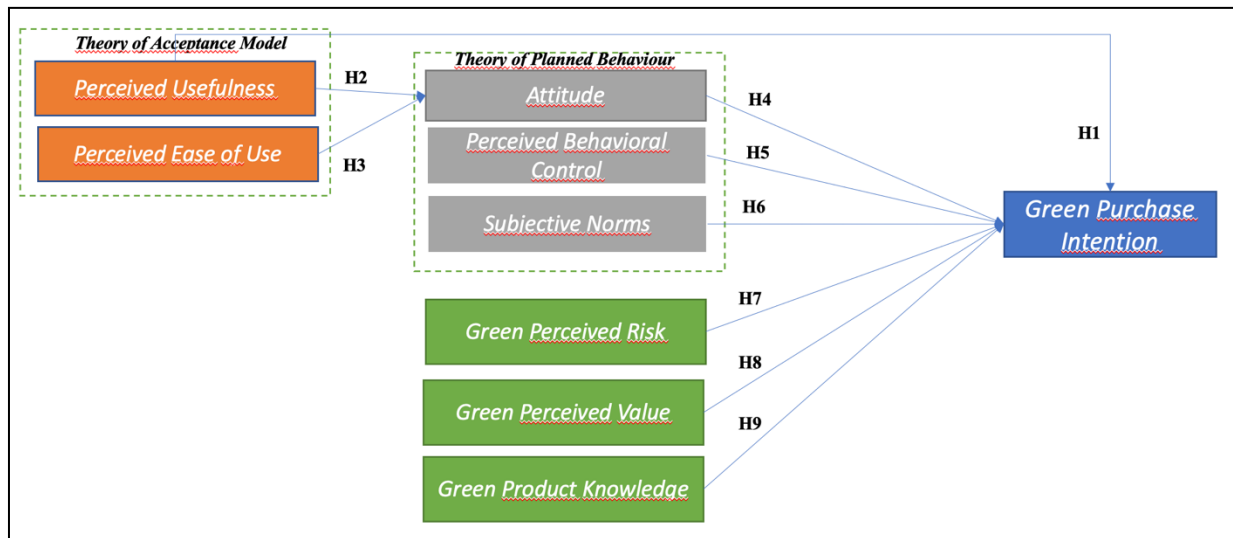 Theory of Acceptance Model
Perceived Usefulness
Perceived Ease of Use
H2
H3
Theory of Planned Behaviour
Attitude
Perceived Behavioral
Control
Subjective Norms
Green Perceived Risk
Green Perceived Value
Green Product Knowledge
H4
H5
H6
H7
H8
H9
H1
Green Purchase
Intention